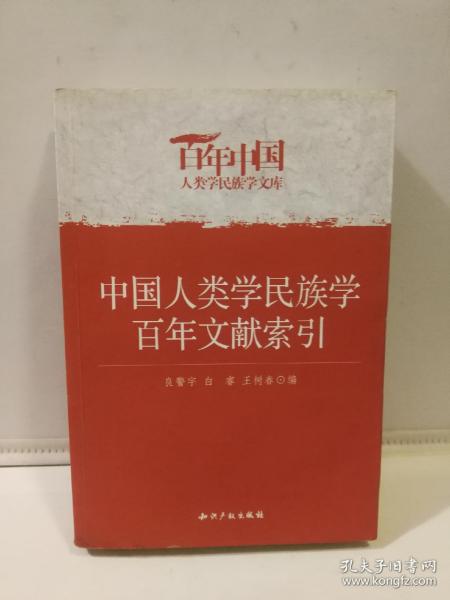 百年中国
人类学民族学文库
中国人类学民族学
百年文献索引
良警宇 白睿 王树春⊙编
知识产权出版社
孔夫子旧书网
www.kongfz.com